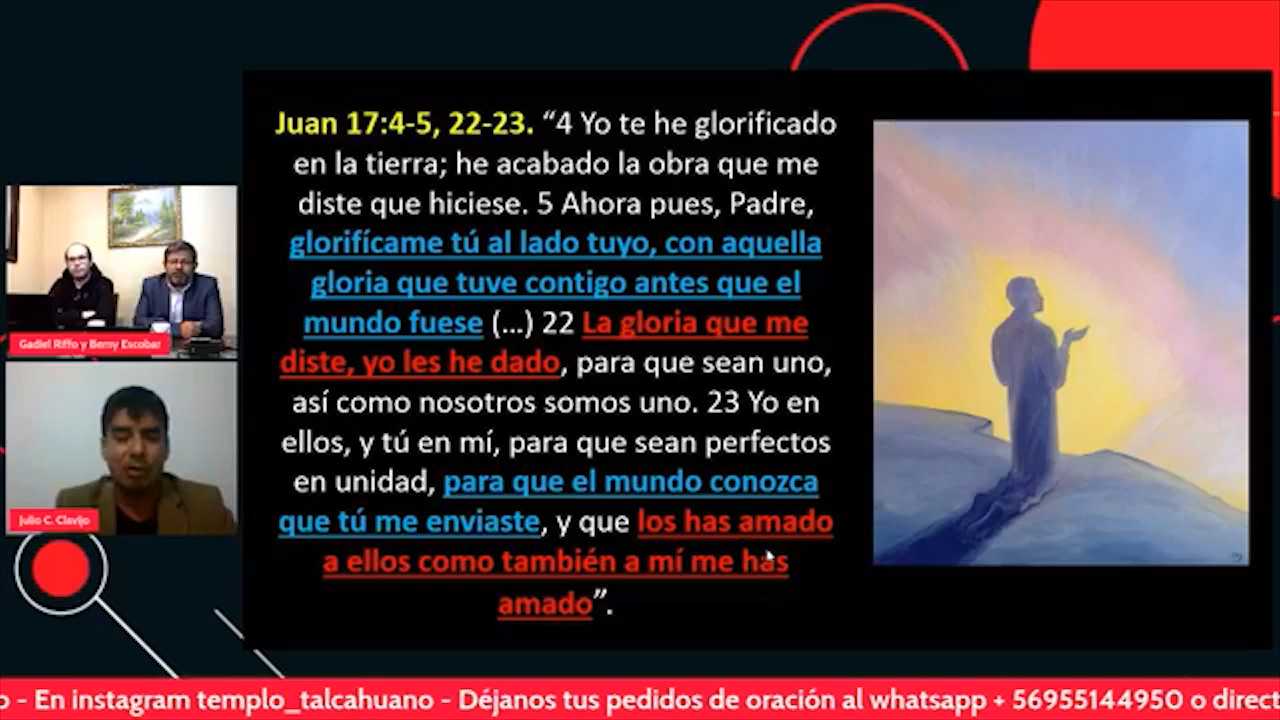 Juan 17:4-5, 22-23. “4 Yo te he glorificado
en la tierra; he acabado la obra que me
diste que hiciese. 5 Ahora pues, Padre,
glorifícame tú al lado tuyo, con aquella
gloria que tuve contigo antes que el
mundo fuese (...) 22 La gloria que me
diste, yo les he dado, para que sean uno,
así como nosotros somos uno. 23 Yo en
ellos, y tú en mí, para que sean perfectos
en unidad, para que el mundo conozca
que tú me enviaste, y que los has amado
a ellos como también a mí me has
amado”.
Gadiel Riffo y Berny Escobar
Julio C. Clavijo
o - En instagram templo_talcahuano - Déjanos tus pedidos de oración al whatsapp + 56955144950 o direct